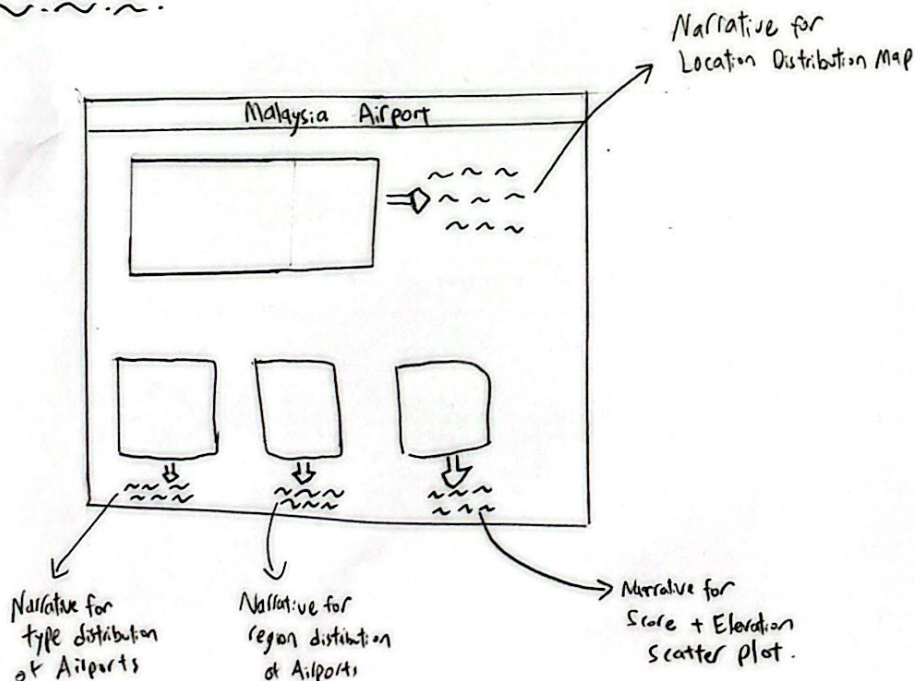 Narrative for
Location Distribution Map
Malaysia Airport
Narrative for
type distribution
of Airports
Narrative for
region distibution
of Airports
Narrative for
Score + Elevation
Scatter plot.